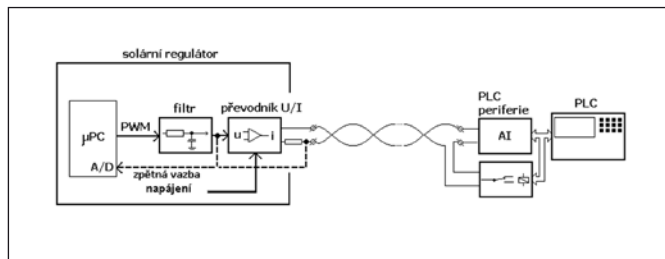 solární regulátor
µPC
PWM
A/D
filtr
převodník U/I
u
i
zpětná vazba
napájení
PLC
periferie
AI
PLC